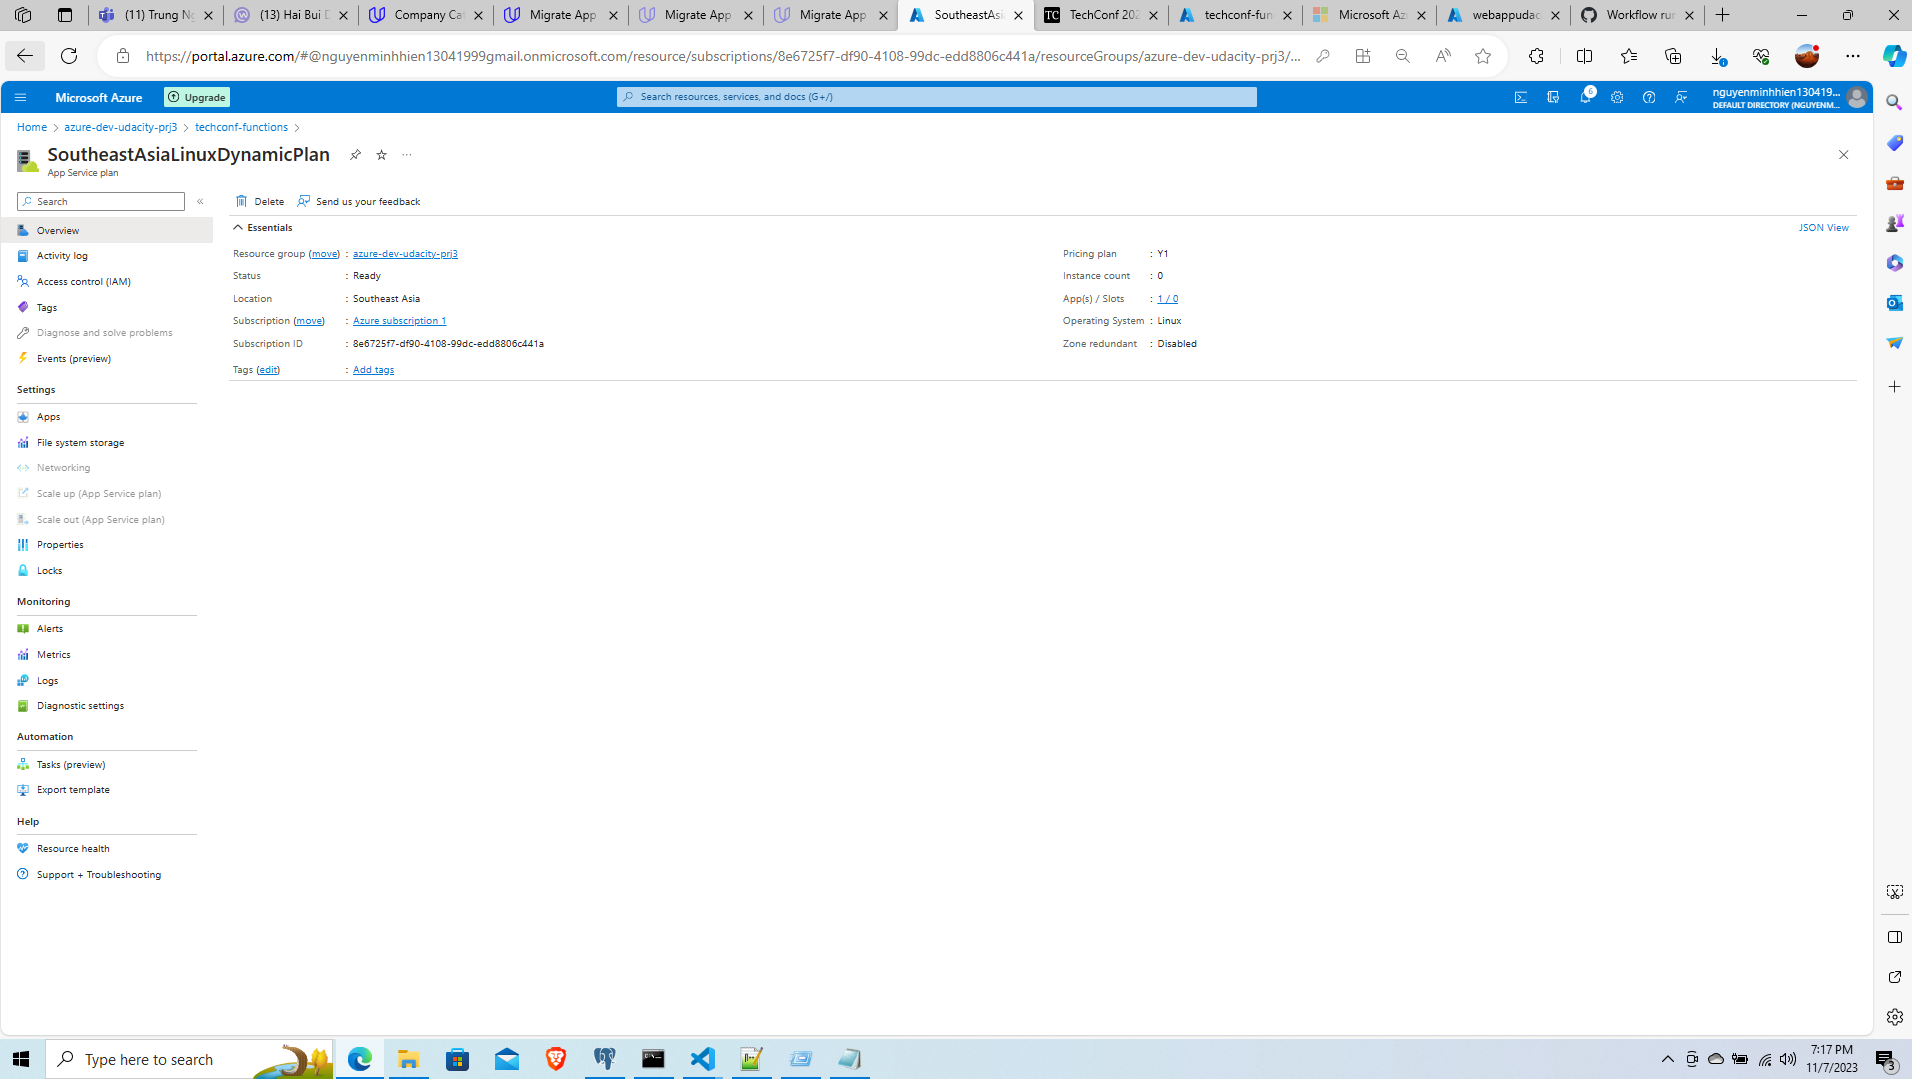 (11) Trung Ng
(13) Hai Bui D
Company Cat
Migrate App
Migrate App
Migrate App
SoutheastAsia
TechConf 202
techconf-func
Microsoft Azu
webappudac
Workflow run
https://portal.azure.com/#@nguyenminhhien13041999gmail.onmicrosoft.com/resource/subscriptions/8e6725f7-df90-4108-99dc-edd8806c441a/resourceGroups/azure-dev-udacity-prj3/...
Microsoft Azure
Upgrade
Search resources, services, and docs (G+/)
6
nguyenminhhien130419...
DEFAULT DIRECTORY (NGUYENM...
Home
azure-dev-udacity-prj3
techconf-functions
SoutheastAsiaLinuxDynamicPlan
App Service plan
Search
Delete
Send us your feedback
Overview
Activity log
Access control (IAM)
Tags
Diagnose and solve problems
Events (preview)
Settings
Apps
File system storage
Networking
Scale up (App Service plan)
Scale out (App Service plan)
Properties
Locks
Monitoring
Alerts
Metrics
Logs
Diagnostic settings
Automation
Tasks (preview)
Export template
Help
Resource health
Support + Troubleshooting
Essentials
JSON View
Resource group (move) : azure-dev-udacity-prj3
Status : Ready
Location : Southeast Asia
Subscription (move) : Azure subscription 1
Subscription ID : 8e6725f7-df90-4108-99dc-edd8806c441a
Tags (edit) : Add tags
Pricing plan : Y1
Instance count : 0
App(s) / Slots : 1 / 0
Operating System : Linux
Zone redundant : Disabled
Type here to search
7:17 PM
11/7/2023
3